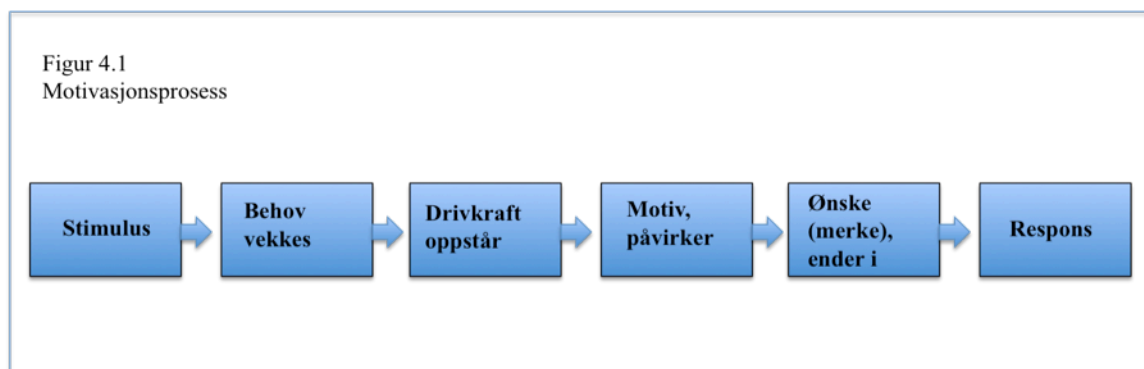 Figur 4.1
Motivasjonsprosess
Stimulus
Behov
vekkes
Drivkraft
oppstår
Motiv,
påvirker
Ønske
(merke),
ender i
Respons